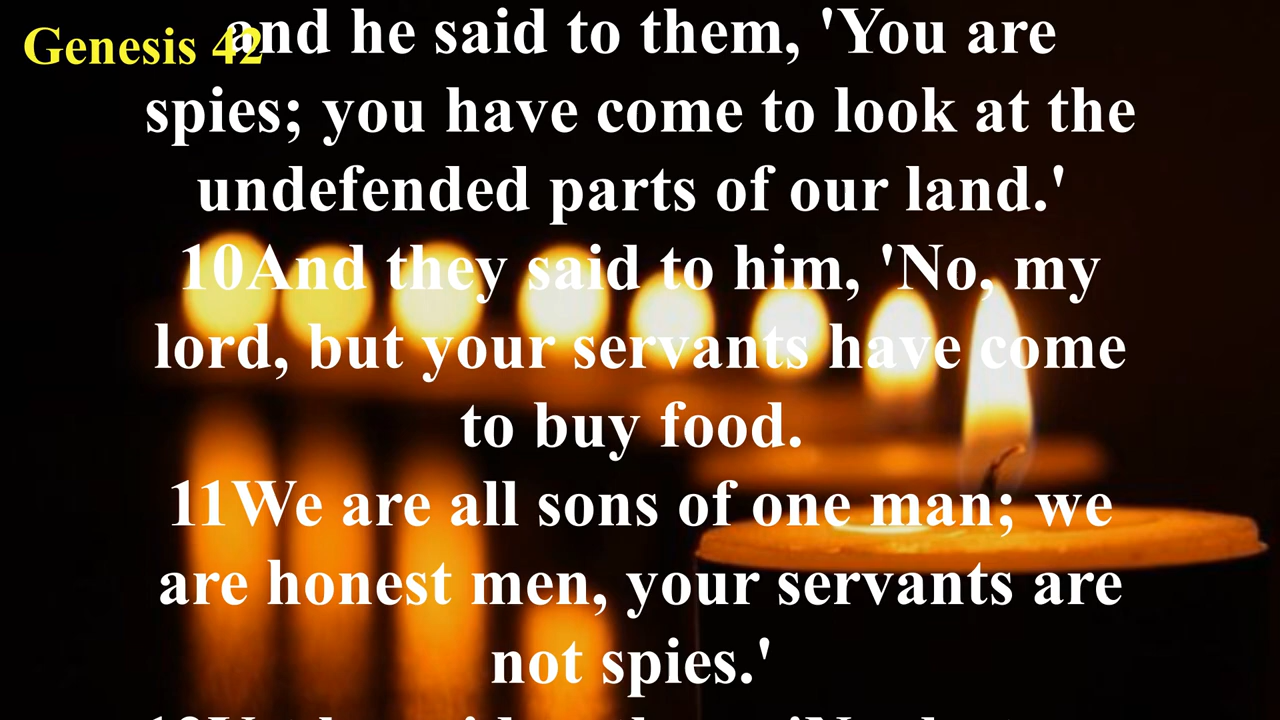 Genesis 42
and he said to them, 'You are
spies; you have come to look at the
undefended parts of our land.'
10And they said to him, 'No, my
lord, but your servants have come
to buy food.
11We are all sons of one man; we
are honest men, your servants are
not spies.'